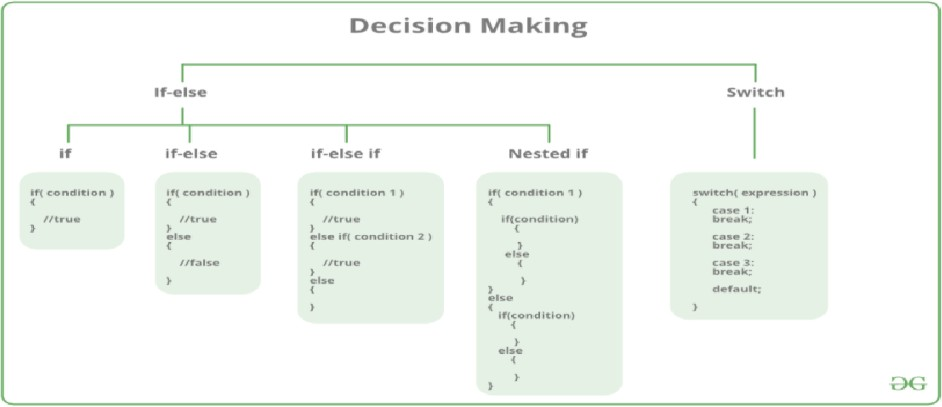 Decision Making
If-else
Switch
if
if-else
if-else if
Nested if
if( condition )
{
//true
}
if( condition )
{
//true
}
else
{
//false
}
if( condition 1 )
{
//true
}
else if( condition 2 )
{
//true
}
else
{
}
if( condition 1 )
{
if(condition)
{
}
else
{
}
}
else
{
if(condition)
{
}
else
{
}
}
switch( expression )
{
case 1:
break;
case 2:
break;
case 3:
break;
default;
}